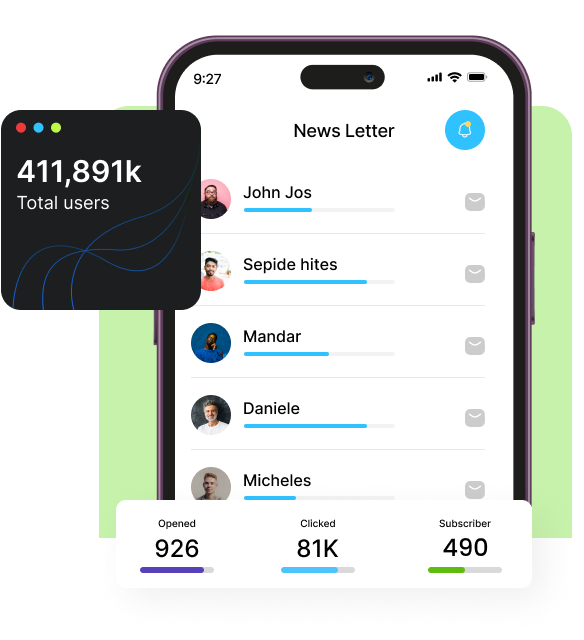 9:27
News Letter
411,891k
Total users
John Jos
Sepide hites
Mandar
Daniele
Micheles
Opened
926
Clicked
81K
Subscriber
490